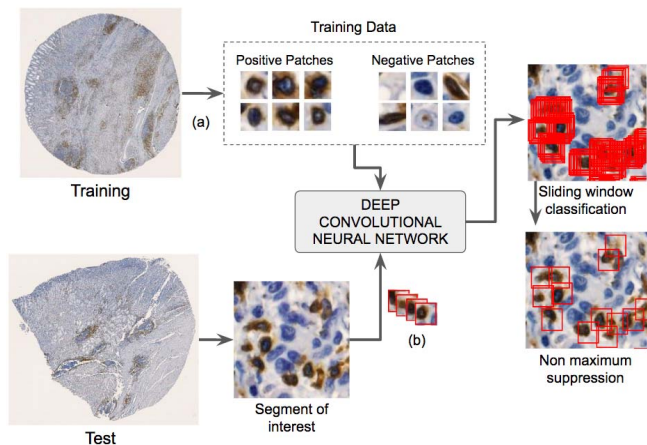 Training Data
Positive Patches
Negative Patches
(a)
Training
DEEP
CONVOLUTIONAL
NEURAL NETWORK
Sliding window
classification
(b)
Segment of
interest
Test
Non maximum
suppression